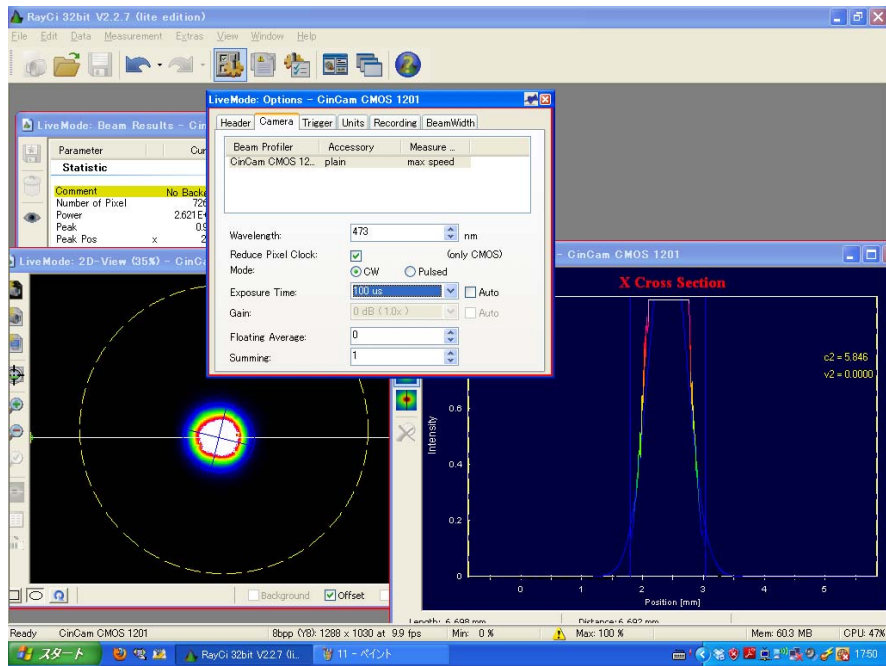 RayCi 32bit V2.2.7 (lite edition)
File Edit Data Measurement Extras View Window Help
LiveMode: Options - CinCam CMOS 1201
Header Camera Trigger Units Recording BeamWidth
Beam Profiler Accessory Measure ...
CinCam CMOS 12... plain max speed
Wavelength: 473 nm
Reduce Pixel Clock: (only CMOS)
Mode: CW Pulsed
Exposure Time: 100 us Auto
Gain: 0 dB (1.0x) Auto
Floating Average: 0
Summing: 1
LiveMode: Beam Results - Cin
Parameter Cur
Statistic
Comment No Back
Number of Pixel 726
Power 2.621E+
Peak 0.9
Peak Pos x 2
LiveMode: 2D-View (35%) - CinCa
Background Offset
- CinCam CMOS 1201
X Cross Section
c2 = 5.846
v2 = 0.0000
Intensity
0.6
0.4
0.2
0
0 1 2 3 4 5
Position [mm]
Length: 6.698 mm Distance: 6.692 mm
Ready CinCam CMOS 1201 8bpp (Y8): 1288 x 1030 at 9.9 fps Min: 0 % Max: 100 % Mem: 60.3 MB CPU: 47%
スタート RayCi 32bit V2.2.7 (li... 11 - ペイント 17:50